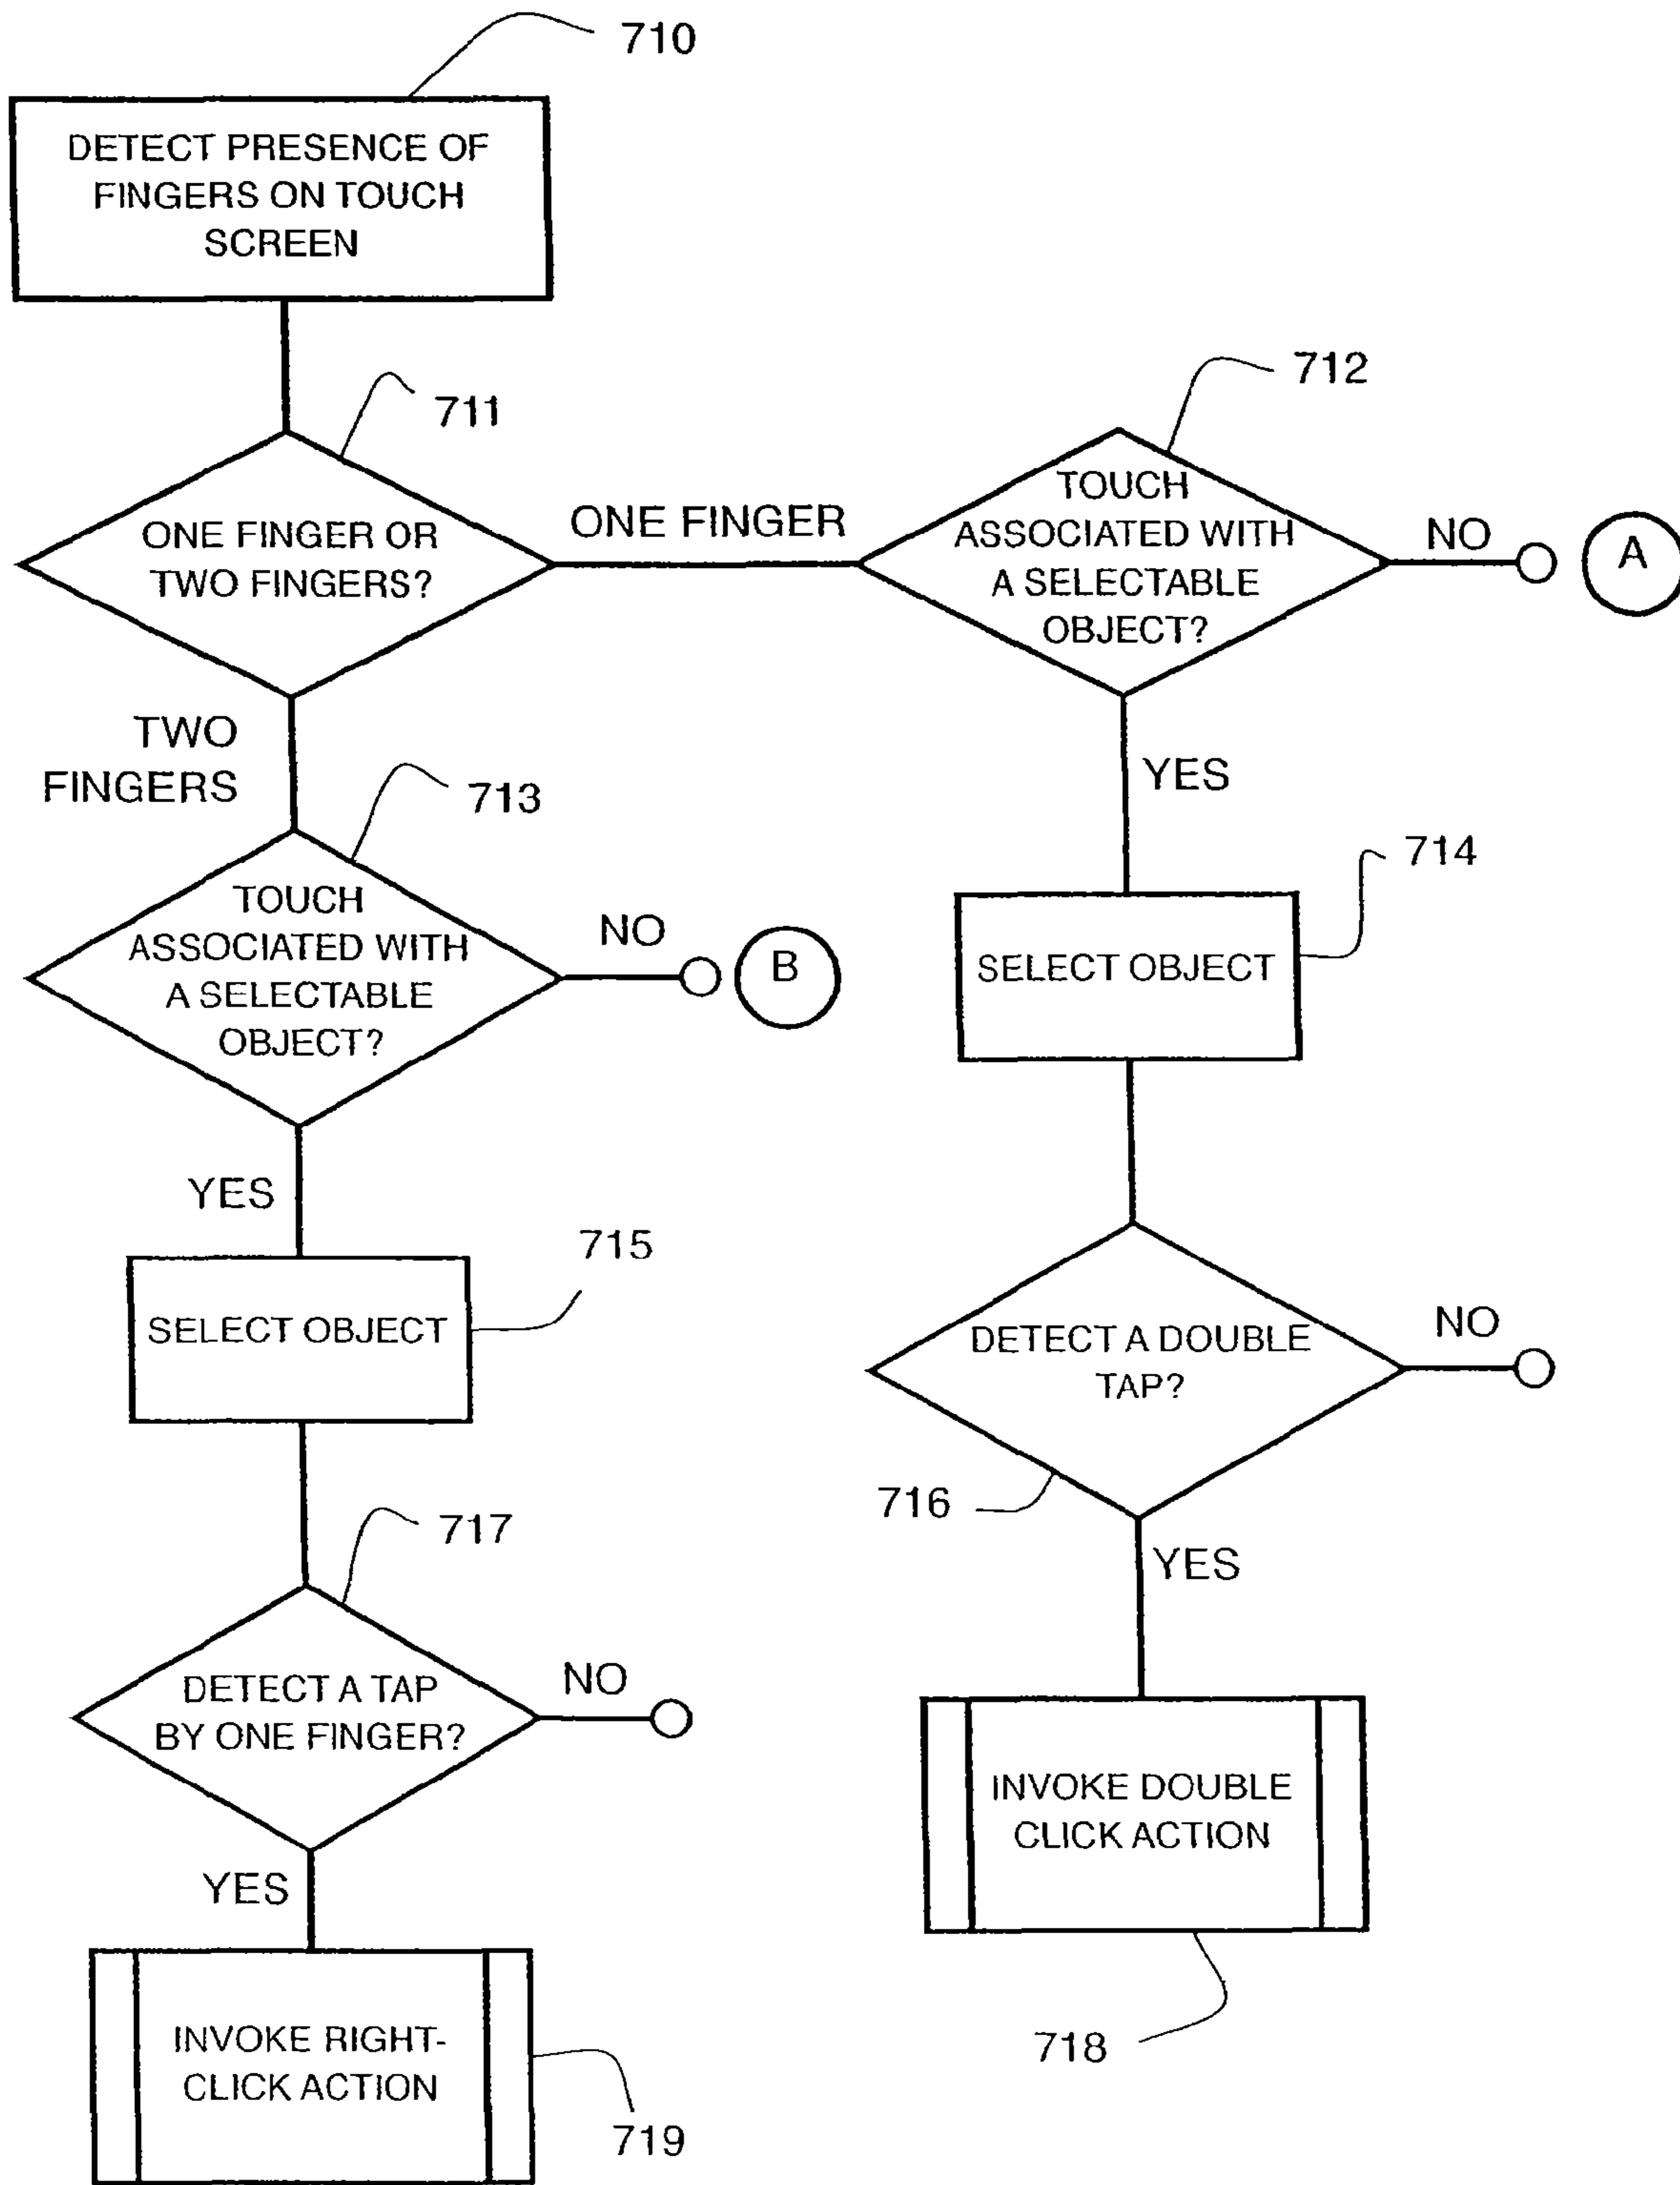 710
DETECT PRESENCE OF
FINGERS ON TOUCH
SCREEN
711
ONE FINGER OR
TWO FINGERS?
ONE FINGER
712
TOUCH
ASSOCIATED WITH
A SELECTABLE
OBJECT?
NO
A
TWO
FINGERS
713
TOUCH
ASSOCIATED WITH
A SELECTABLE
OBJECT?
NO
B
YES
714
SELECT OBJECT
YES
715
SELECT OBJECT
DETECT A DOUBLE
TAP?
NO
716
YES
717
DETECT A TAP
BY ONE FINGER?
NO
INVOKE DOUBLE
CLICK ACTION
718
YES
INVOKE RIGHT-
CLICK ACTION
719